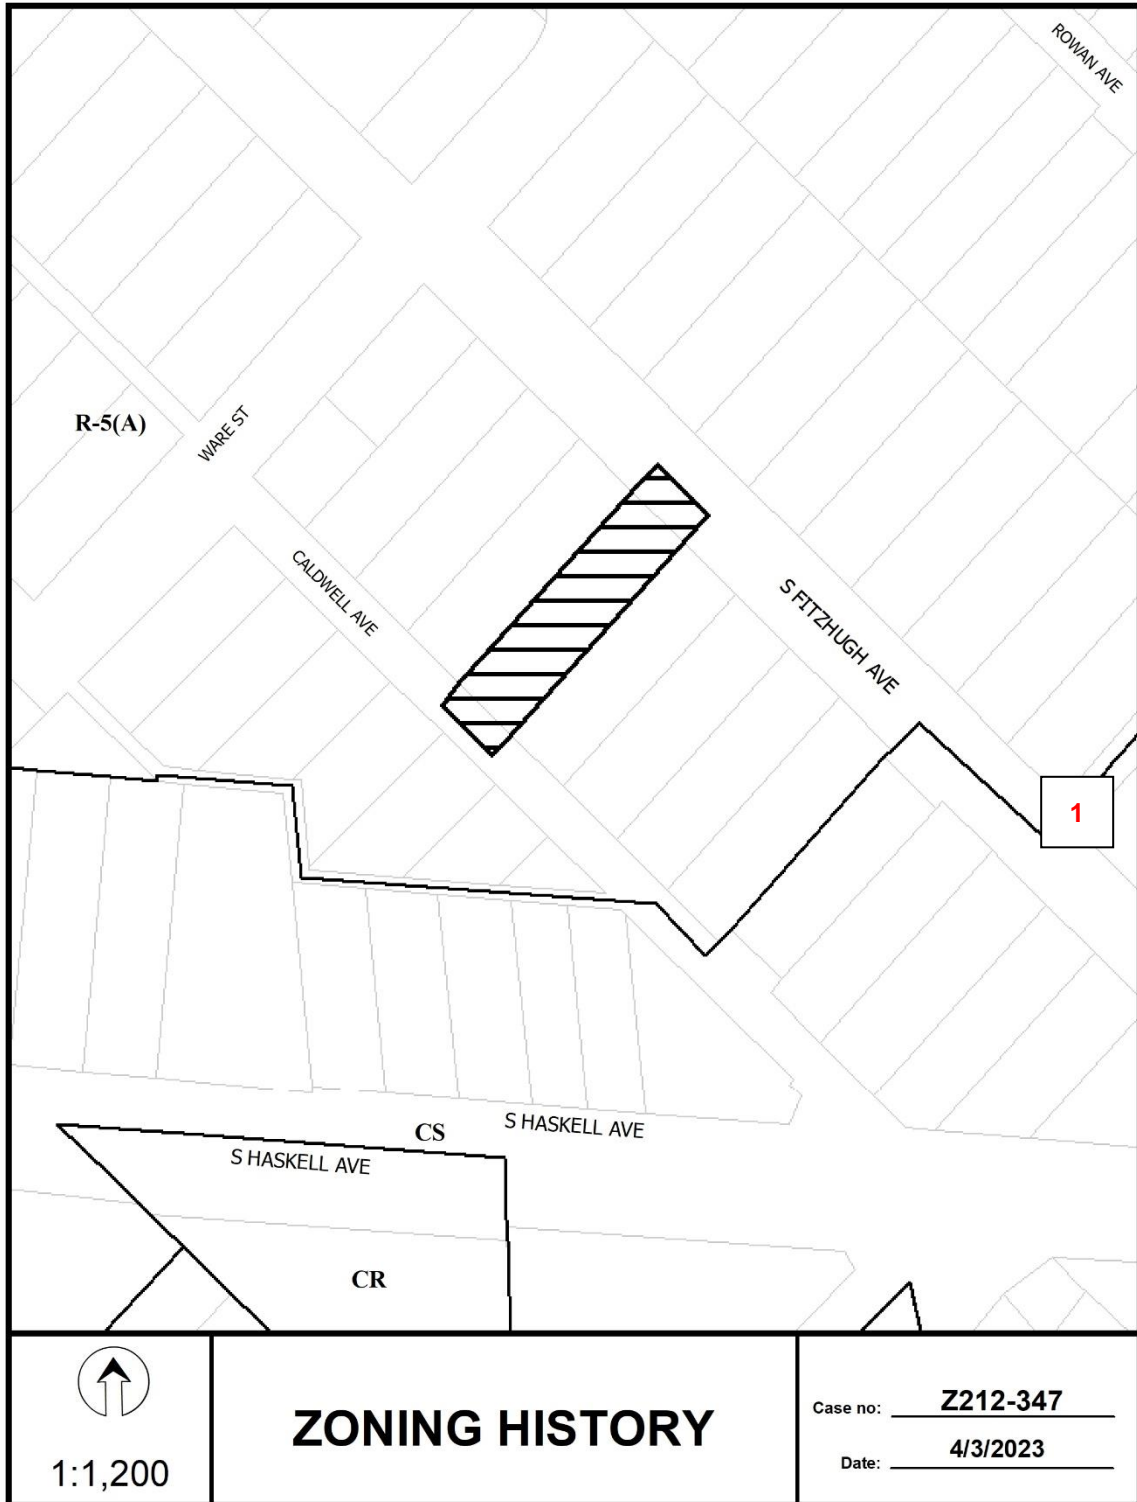 ROWAN AVE
R-5(A)
WARE ST
CALDWELL AVE
S FITZHUGH AVE
1
S HASKELL AVE
CS
S HASKELL AVE
CR
1:1,200
ZONING HISTORY
Case no: Z212-347
Date: 4/3/2023